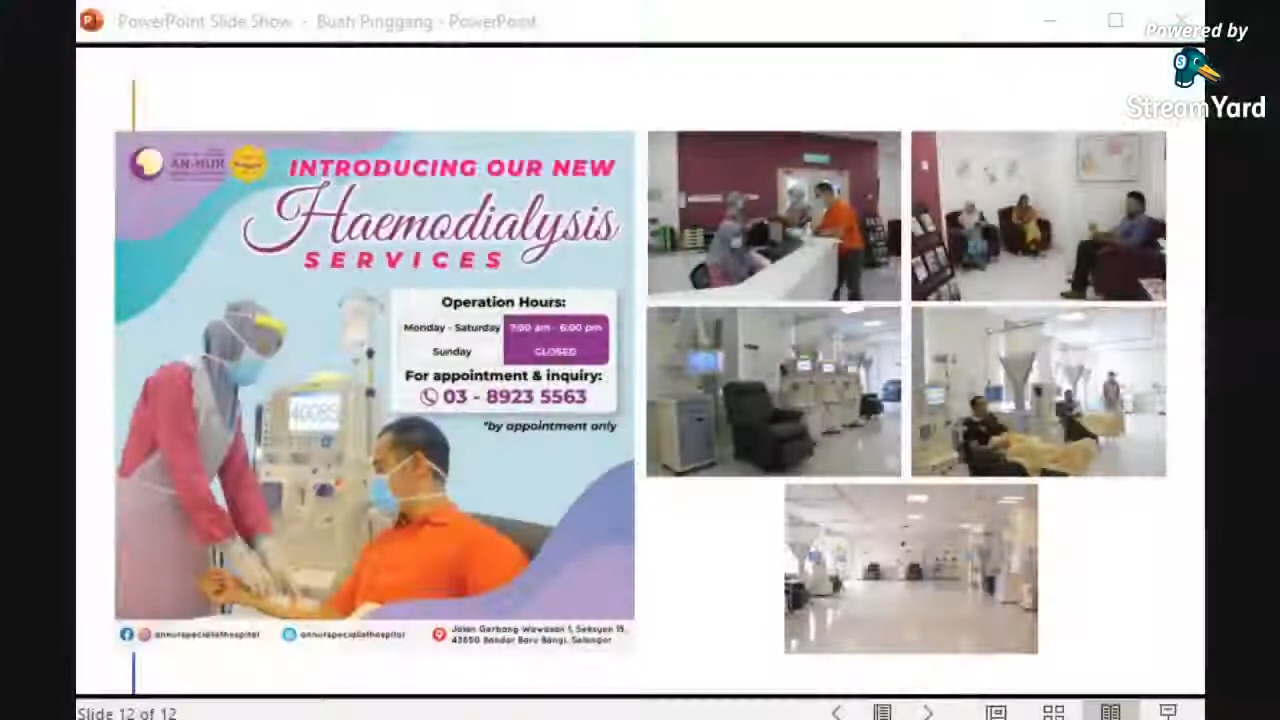 PowerPoint Slide Show - Buah Pinggang - PowerPoint
Powered by
StreamYard
AN-NUR
INTRODUCING OUR NEW
Haemodialysis
SERVICES
Operation Hours:
Monday - Saturday 7:00 am - 6:00 pm
Sunday CLOSED
For appointment & inquiry:
03 - 8923 5563
*by appointment only
annurspecialisthospital
annurspecialisthospital
Jalan Gerbang Wawasan 1, Seksyen 15,
43650 Bandar Baru Bangi, Selangor
Slide 12 of 12